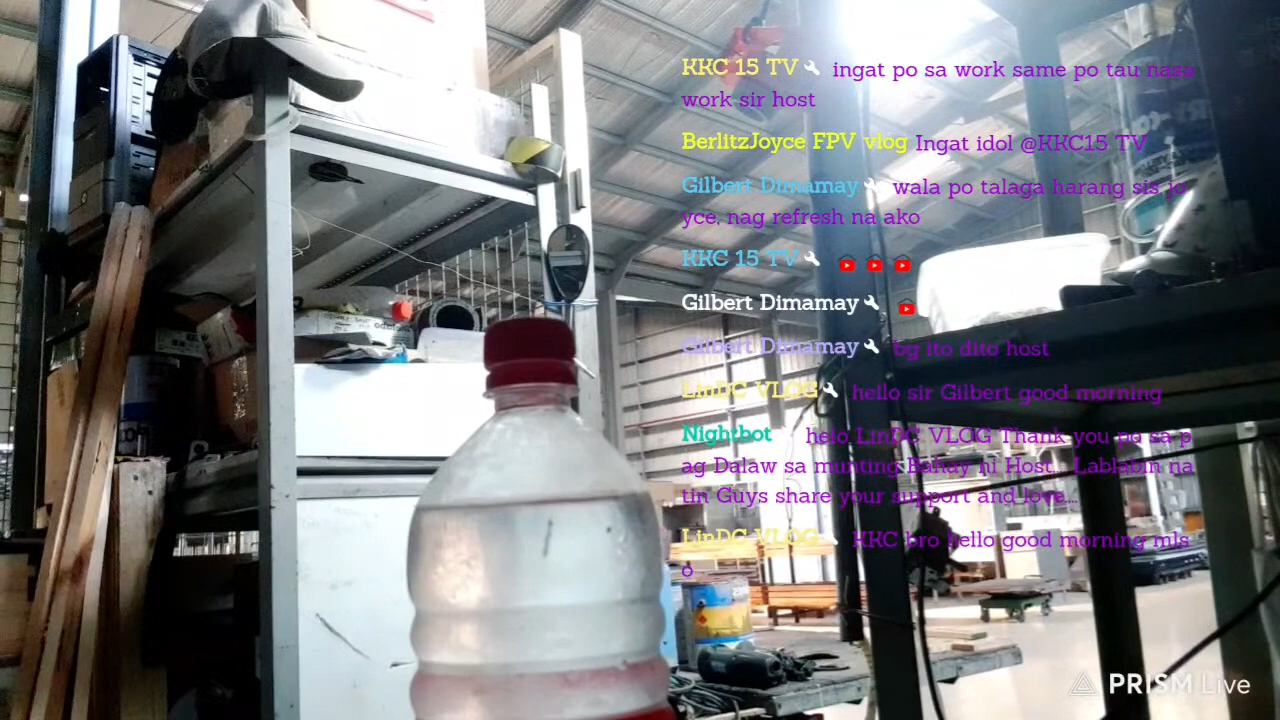 KKC 15 TV ingat po sa work same po tau nasa
work sir host
BerlitzJoyce FPV vlog Ingat idol @KKC15 TV
Gilbert Dimamay wala po talaga harang sis jo
yce, nag refresh na ako
KKC 15 TV
Gilbert Dimamay
Gilbert Dimamay bg ito dito host
LinDC VLOG hello sir Gilbert good morning
Nightbot helo LinDC VLOG Thank you po sa p
ag Dalaw sa munting Bahay ni Host... Lablabin na
tin Guys share your support and love...
LinDC VLOG KKC bro hello good morning mls
o
PRISM Live